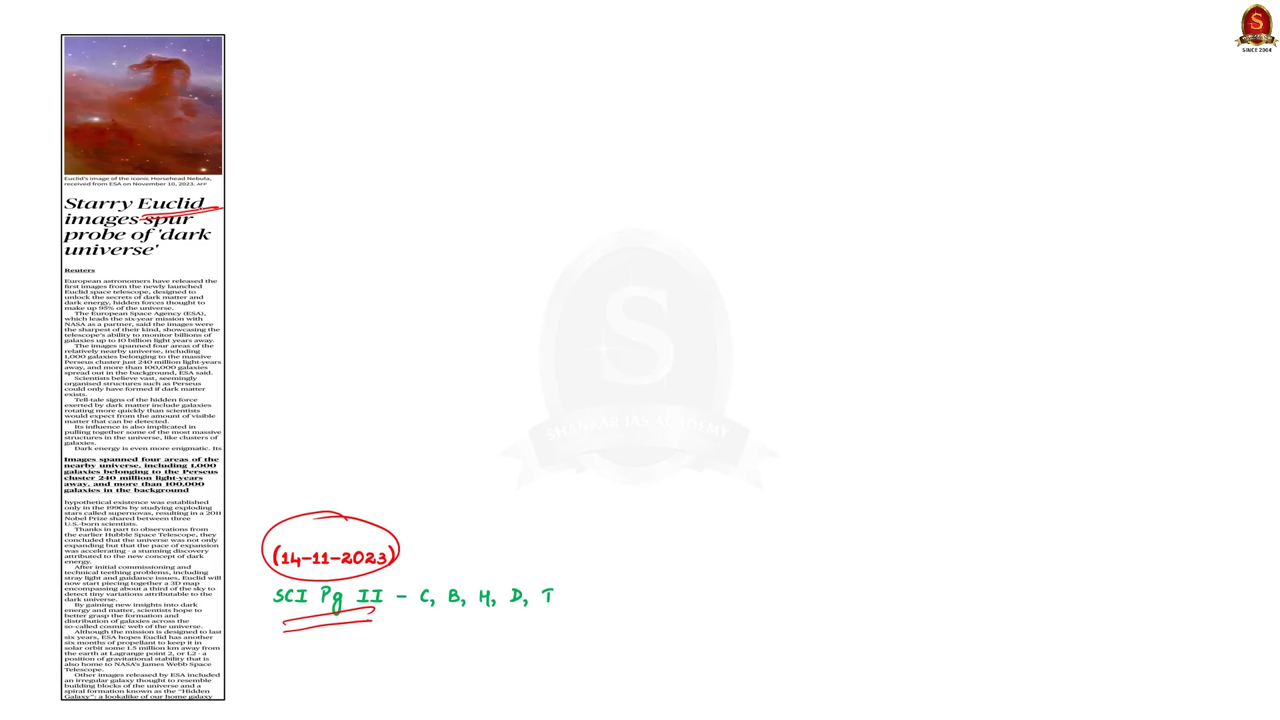 SINCE 2004
Euclid's image of the iconic Horsehead Nebula,
received from ESA on November 10, 2023. AFP
Starry Euclid
images spur
probe of 'dark
universe'
Reuters
European astronomers have released the
first images from the newly launched
Euclid space telescope, designed to
unlock the secrets of dark matter and
dark energy, hidden forces thought to
make up 95% of the universe.
The European Space Agency (ESA),
which leads the six-year mission with
NASA as a partner, said the images were
the sharpest of their kind, showcasing the
telescope's ability to monitor billions of
galaxies up to 10 billion light years away.
The images spanned four areas of the
relatively nearby universe, including
1,000 galaxies belonging to the massive
Perseus cluster just 240 million light-years
away, and more than 100,000 galaxies
spread out in the background, ESA said.
Scientists believe vast, seemingly
organised structures such as Perseus
could only have formed if dark matter
exists.
Tell-tale signs of the hidden force
exerted by dark matter include galaxies
rotating more quickly than scientists
would expect from the amount of visible
matter that can be detected.
Its influence is also implicated in
pulling together some of the most massive
structures in the universe, like clusters of
galaxies.
Dark energy is even more enigmatic. Its
Images spanned four areas of the
nearby universe, including 1,000
galaxies belonging to the Perseus
cluster 240 million light-years
away, and more than 100,000
galaxies in the background
hypothetical existence was established
only in the 1990s by studying exploding
stars called supernovas, resulting in a 2011
Nobel Prize shared between three
U.S.-born scientists.
Thanks in part to observations from
the earlier Hubble Space Telescope, they
concluded that the universe was not only
expanding but that the pace of expansion
was accelerating - a stunning discovery
attributed to the new concept of dark
energy.
After initial commissioning and
technical teething problems, including
stray light and guidance issues, Euclid will
now start piecing together a 3D map
encompassing about a third of the sky to
detect tiny variations attributable to the
dark universe.
By gaining new insights into dark
energy and matter, scientists hope to
better grasp the formation and
distribution of galaxies across the
so-called cosmic web of the universe.
Although the mission is designed to last
six years, ESA hopes Euclid has another
six months of propellant to keep it in
solar orbit some 1.5 million km away from
the earth at Lagrange point 2, or L2 - a
position of gravitational stability that is
also home to NASA's James Webb Space
Telescope.
Other images released by ESA included
an irregular galaxy thought to resemble
building blocks of the universe and a
spiral formation known as the "Hidden
Galaxy": a lookalike of our home galaxy
S
SHANKAR IAS ACADEMY
(14-11-2023)
SCI Pg II - C, B, H, D, T